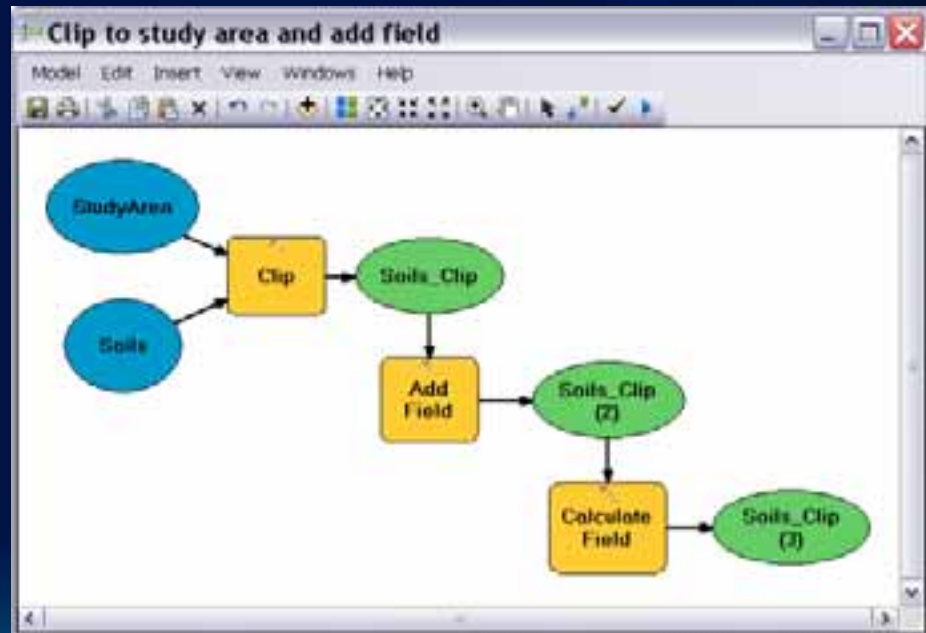 Clip to study area and add field
Model Edit Insert View Windows Help
StudyArea
Clip
Soils_Clip
Soils
Add
Field
Soils_Clip
(2)
Calculate
Field
Soils_Clip
(3)